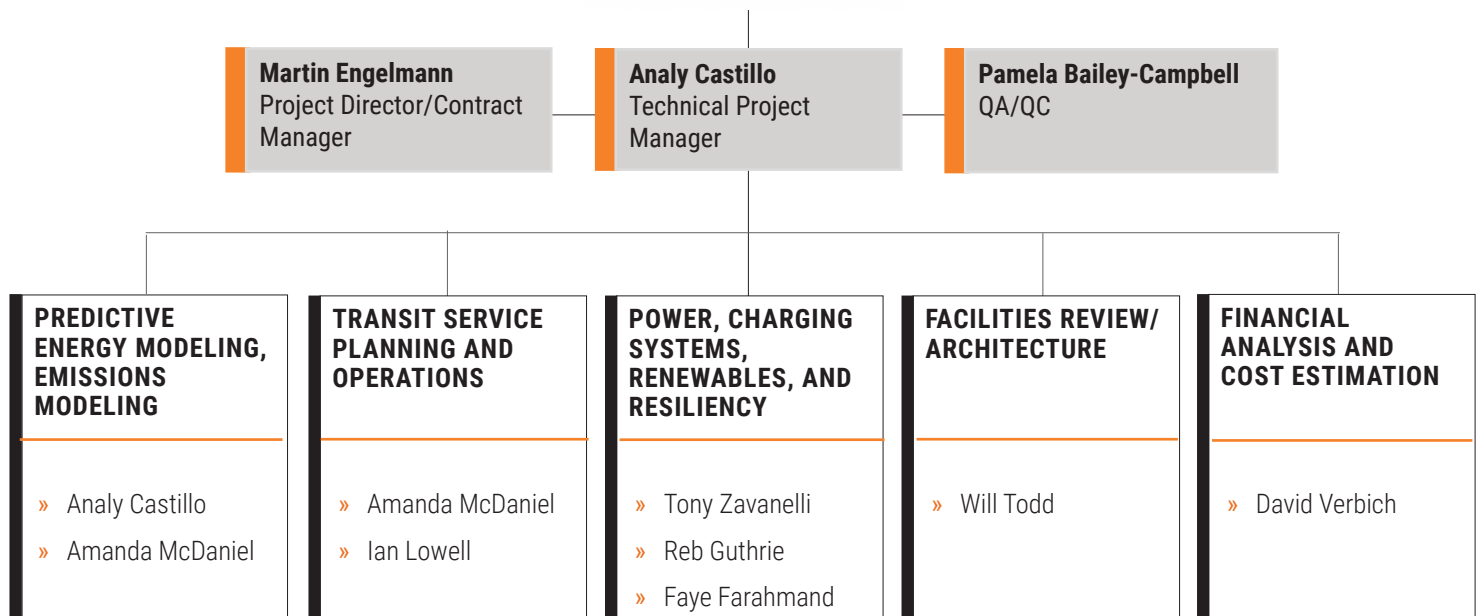 Martin Engelmann
Project Director/Contract
Manager
Analy Castillo
Technical Project
Manager
Pamela Bailey-Campbell
QA/QC
PREDICTIVE
ENERGY MODELING,
EMISSIONS
MODELING
» Analy Castillo
» Amanda McDaniel
TRANSIT SERVICE
PLANNING AND
OPERATIONS
» Amanda McDaniel
» Ian Lowell
POWER, CHARGING
SYSTEMS,
RENEWABLES, AND
RESILIENCY
» Tony Zavanelli
» Reb Guthrie
» Faye Farahmand
FACILITIES REVIEW/
ARCHITECTURE
» Will Todd
FINANCIAL
ANALYSIS AND
COST ESTIMATION
» David Verbich